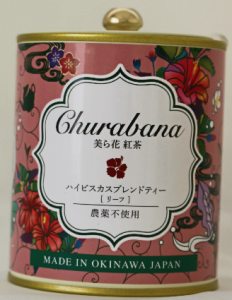 Churabana
美ら花 紅茶
ハイビスカスブレンドティー
[ リーフ ]
農薬不使用
MADE IN OKINAWA JAPAN